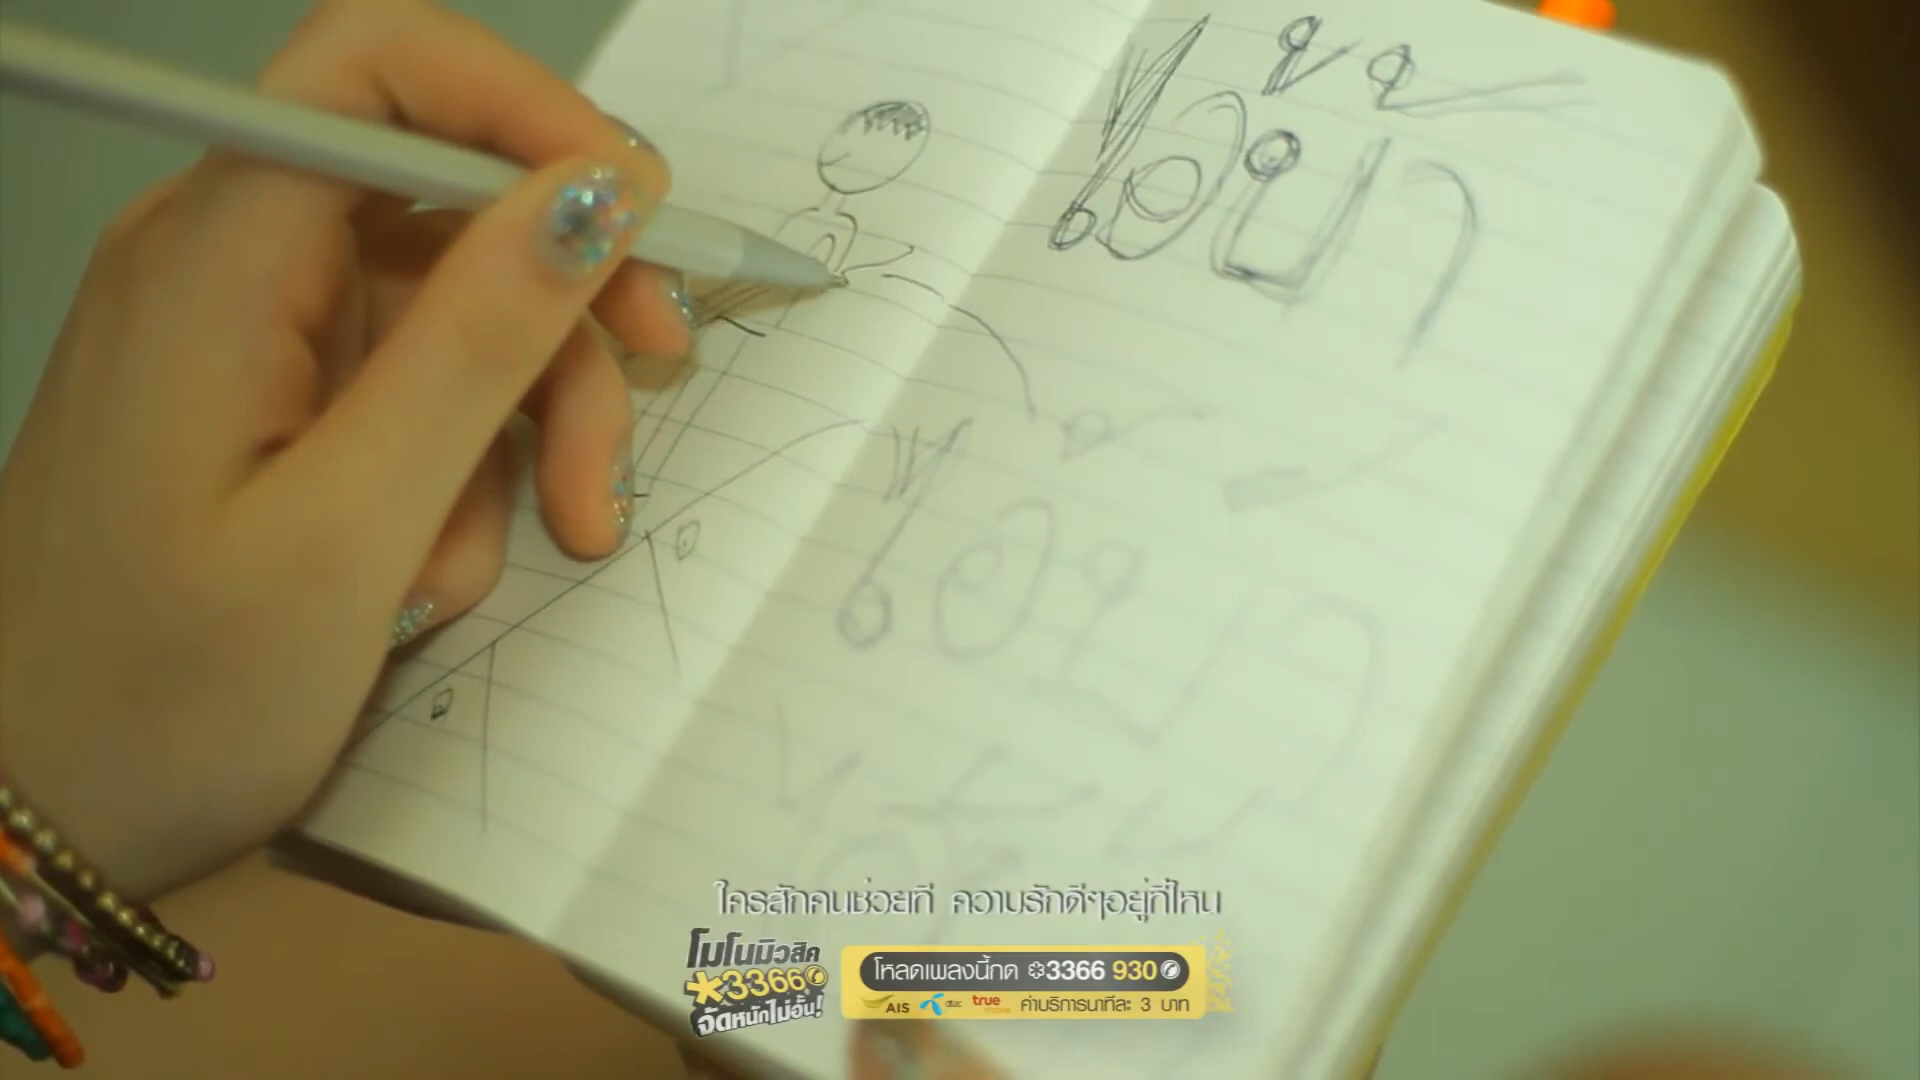 ไอบ้า
ใครสักคนช่วยที ความรักดีๆอยู่ที่ไหน
โมโนมิวสิค
*3366
จัดหนักไม่อั้น!
โหลดเพลงนี้กด *3366 930
AIS dtac true move ค่าบริการนาทีละ 3 บาท